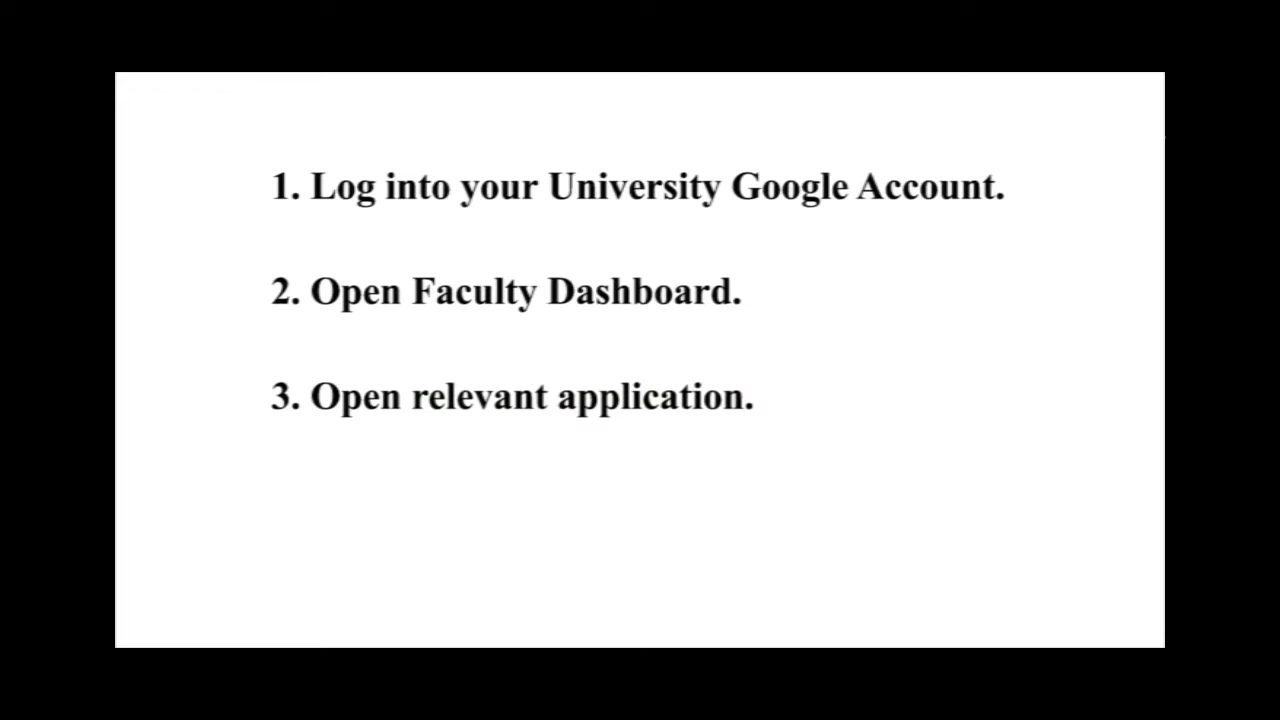 1. Log into your University Google Account.
2. Open Faculty Dashboard.
3. Open relevant application.